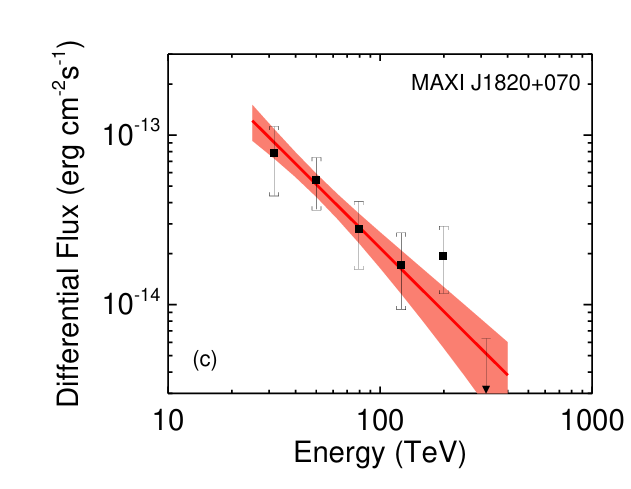 MAXI J1820+070
Differential Flux (erg cm⁻²s⁻¹)
10⁻¹³
10⁻¹⁴
(c)
10
100
1000
Energy (TeV)